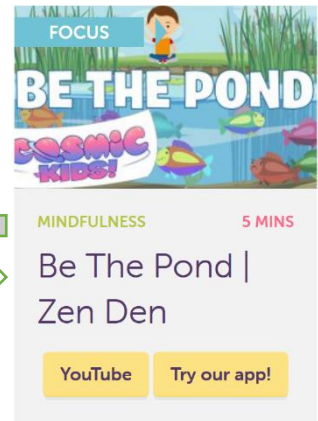 FOCUS
BE THE POND
COSMIC
KIDS!
MINDFULNESS 5 MINS
Be The Pond |
Zen Den
YouTube Try our app!